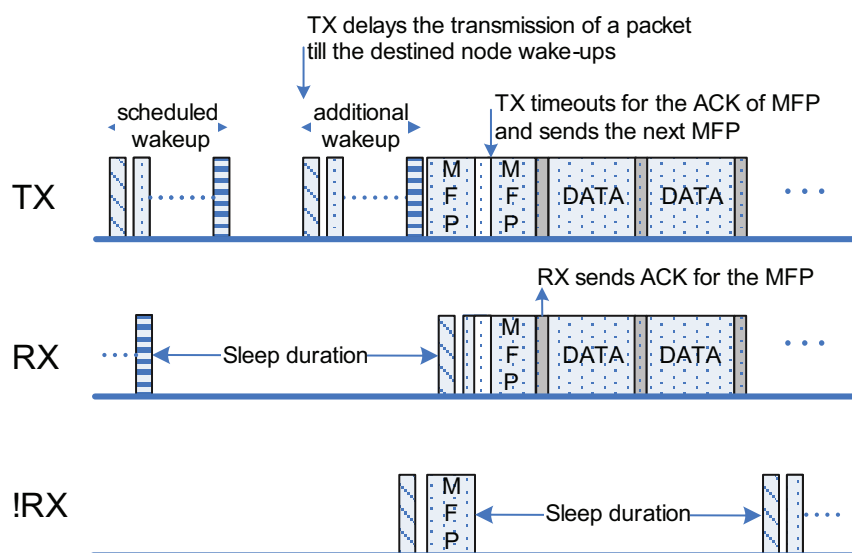 TX delays the transmission of a packet
till the destined node wake-ups
scheduled
wakeup
additional
wakeup
TX timeouts for the ACK of MFP
and sends the next MFP
TX
M
F
P
M
F
P
DATA
DATA
RX sends ACK for the MFP
RX
Sleep duration
M
F
P
DATA
DATA
!RX
M
F
P
Sleep duration